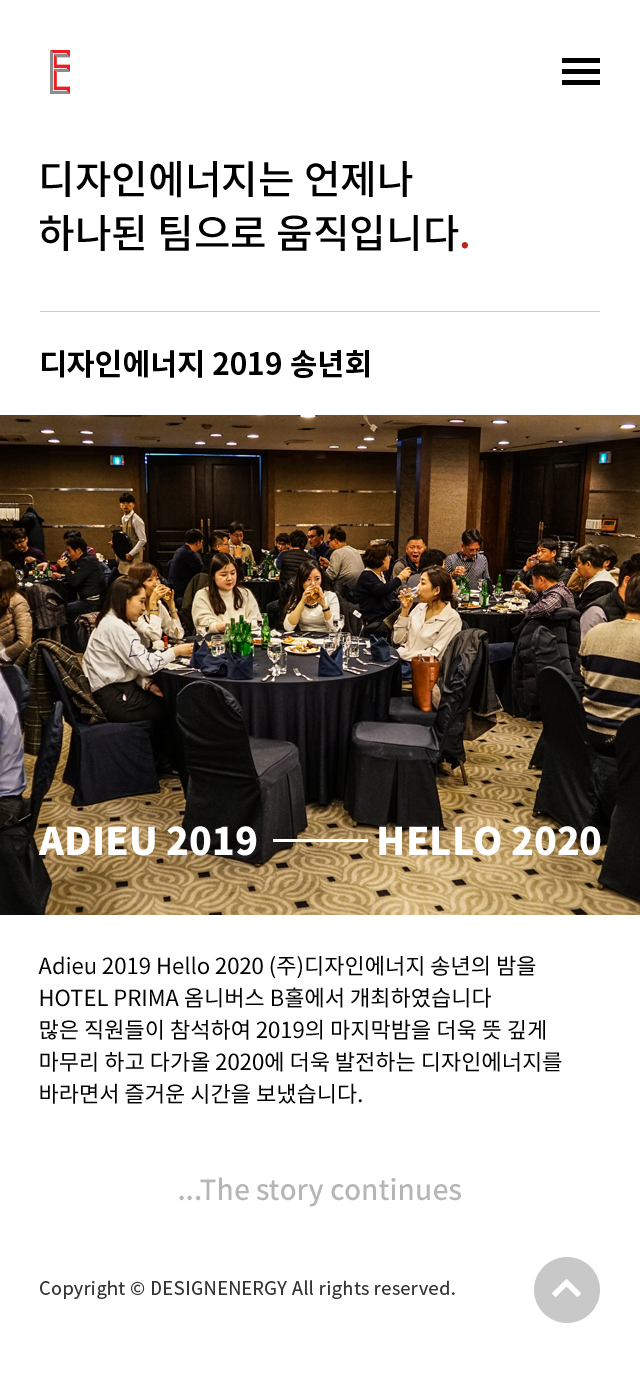 디자인에너지는 언제나
하나된 팀으로 움직입니다.
디자인에너지 2019 송년회
ADIEU 2019 — HELLO 2020
Adieu 2019 Hello 2020 (주)디자인에너지 송년의 밤을
HOTEL PRIMA 옴니버스 B홀에서 개최하였습니다
많은 직원들이 참석하여 2019의 마지막밤을 더욱 뜻 깊게
마무리 하고 다가올 2020에 더욱 발전하는 디자인에너지를
바라면서 즐거운 시간을 보냈습니다.
...The story continues
Copyright © DESIGNENERGY All rights reserved.